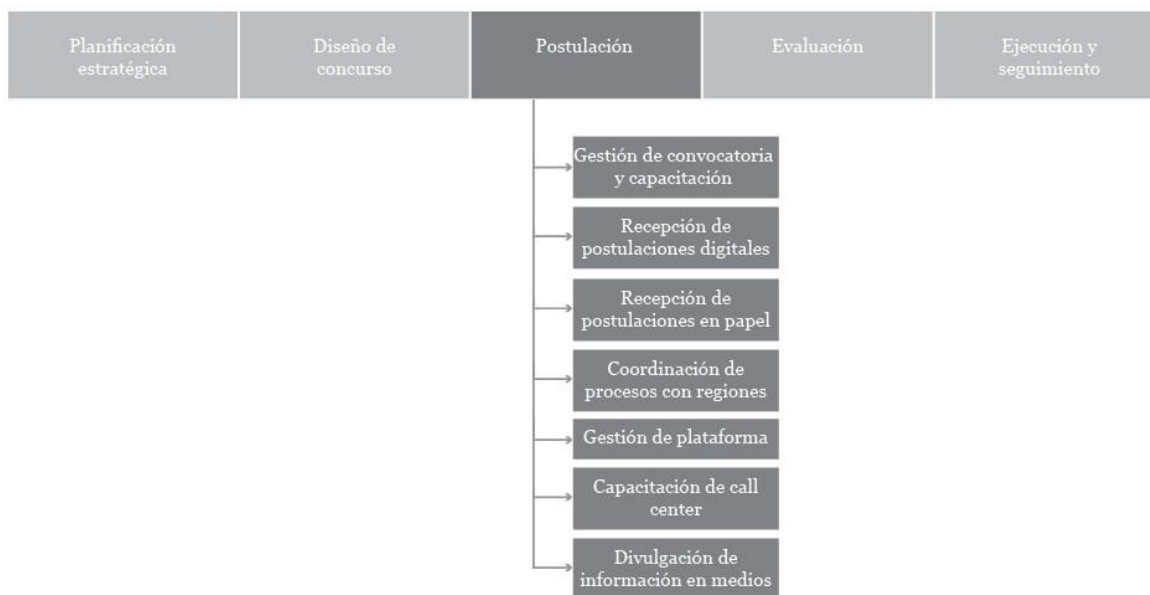 Planificación
estratégica
Diseño de
concurso
Postulación
Evaluación
Ejecución y
seguimiento
Gestión de convocatoria
y capacitación
Recepción de
postulaciones digitales
Recepción de
postulaciones en papel
Coordinación de
procesos con regiones
Gestión de plataforma
Capacitación de call
center
Divulgación de
información en medios